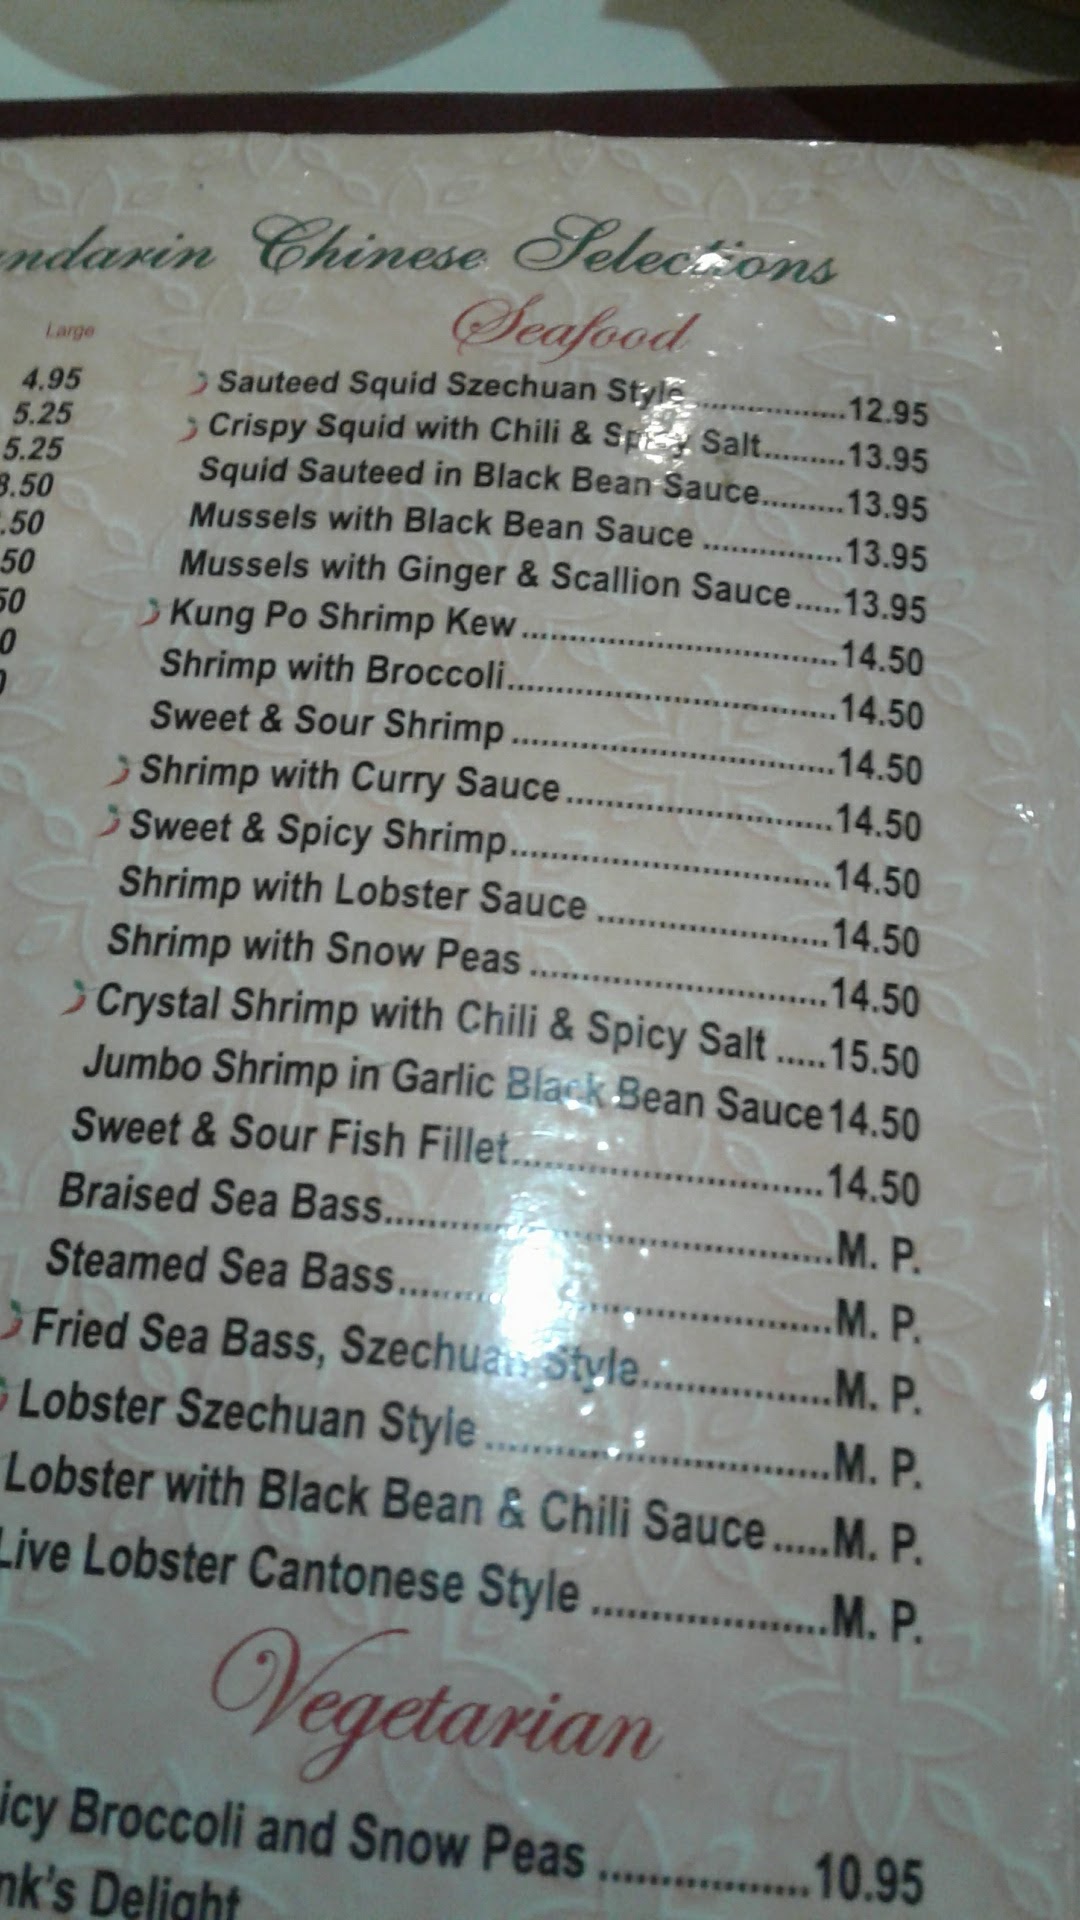 Chinese Selections
Large
Seafood
4.95
5.25
5.25
Sauteed Squid Szechuan Style..................12.95
Crispy Squid with Chili & Spicy Salt..........13.95
Squid Sauteed in Black Bean Sauce.........13.95
Mussels with Black Bean Sauce ...............13.95
Mussels with Ginger & Scallion Sauce.....13.95
Kung Po Shrimp Kew..................................14.50
Shrimp with Broccoli...................................14.50
Sweet & Sour Shrimp ..................................14.50
Shrimp with Curry Sauce............................14.50
Sweet & Spicy Shrimp..................................14.50
Shrimp with Lobster Sauce ........................14.50
Shrimp with Snow Peas ..............................14.50
Crystal Shrimp with Chili & Spicy Salt .....15.50
Jumbo Shrimp in Garlic Black Bean Sauce14.50
Sweet & Sour Fish Fillet...............................14.50
Braised Sea Bass............................................M. P.
Steamed Sea Bass..........................................M. P.
Fried Sea Bass, Szechuan Style..................M. P.
Lobster Szechuan Style ................................M. P.
Lobster with Black Bean & Chili Sauce.....M. P.
Live Lobster Cantonese Style .....................M. P.
Vegetarian
Broccoli and Snow Peas .................10.95
Delight